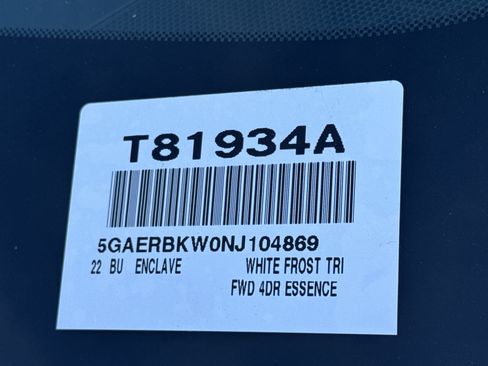 T81934A
5GAERBKW0NJ104869
22 BU ENCLAVE WHITE FROST TRI
FWD 4DR ESSENCE